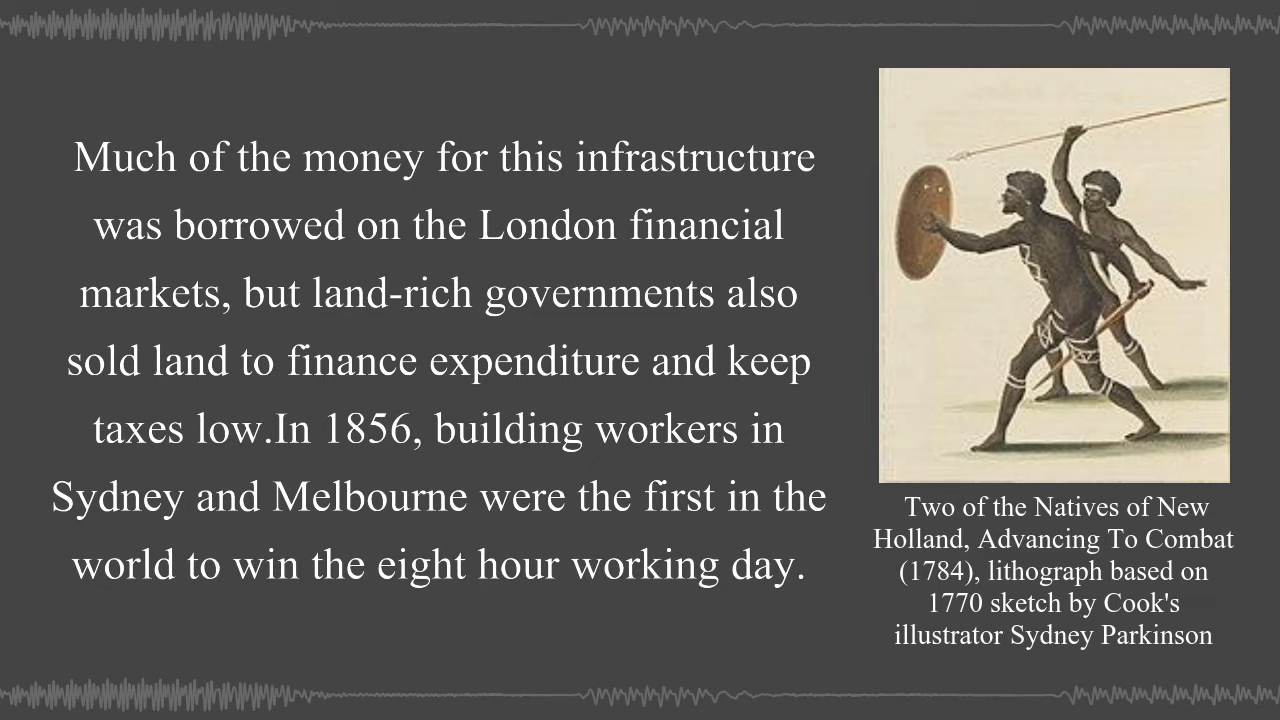 Much of the money for this infrastructure
was borrowed on the London financial
markets, but land-rich governments also
sold land to finance expenditure and keep
taxes low.In 1856, building workers in
Sydney and Melbourne were the first in the
world to win the eight hour working day.
Two of the Natives of New
Holland, Advancing To Combat
(1784), lithograph based on
1770 sketch by Cook's
illustrator Sydney Parkinson